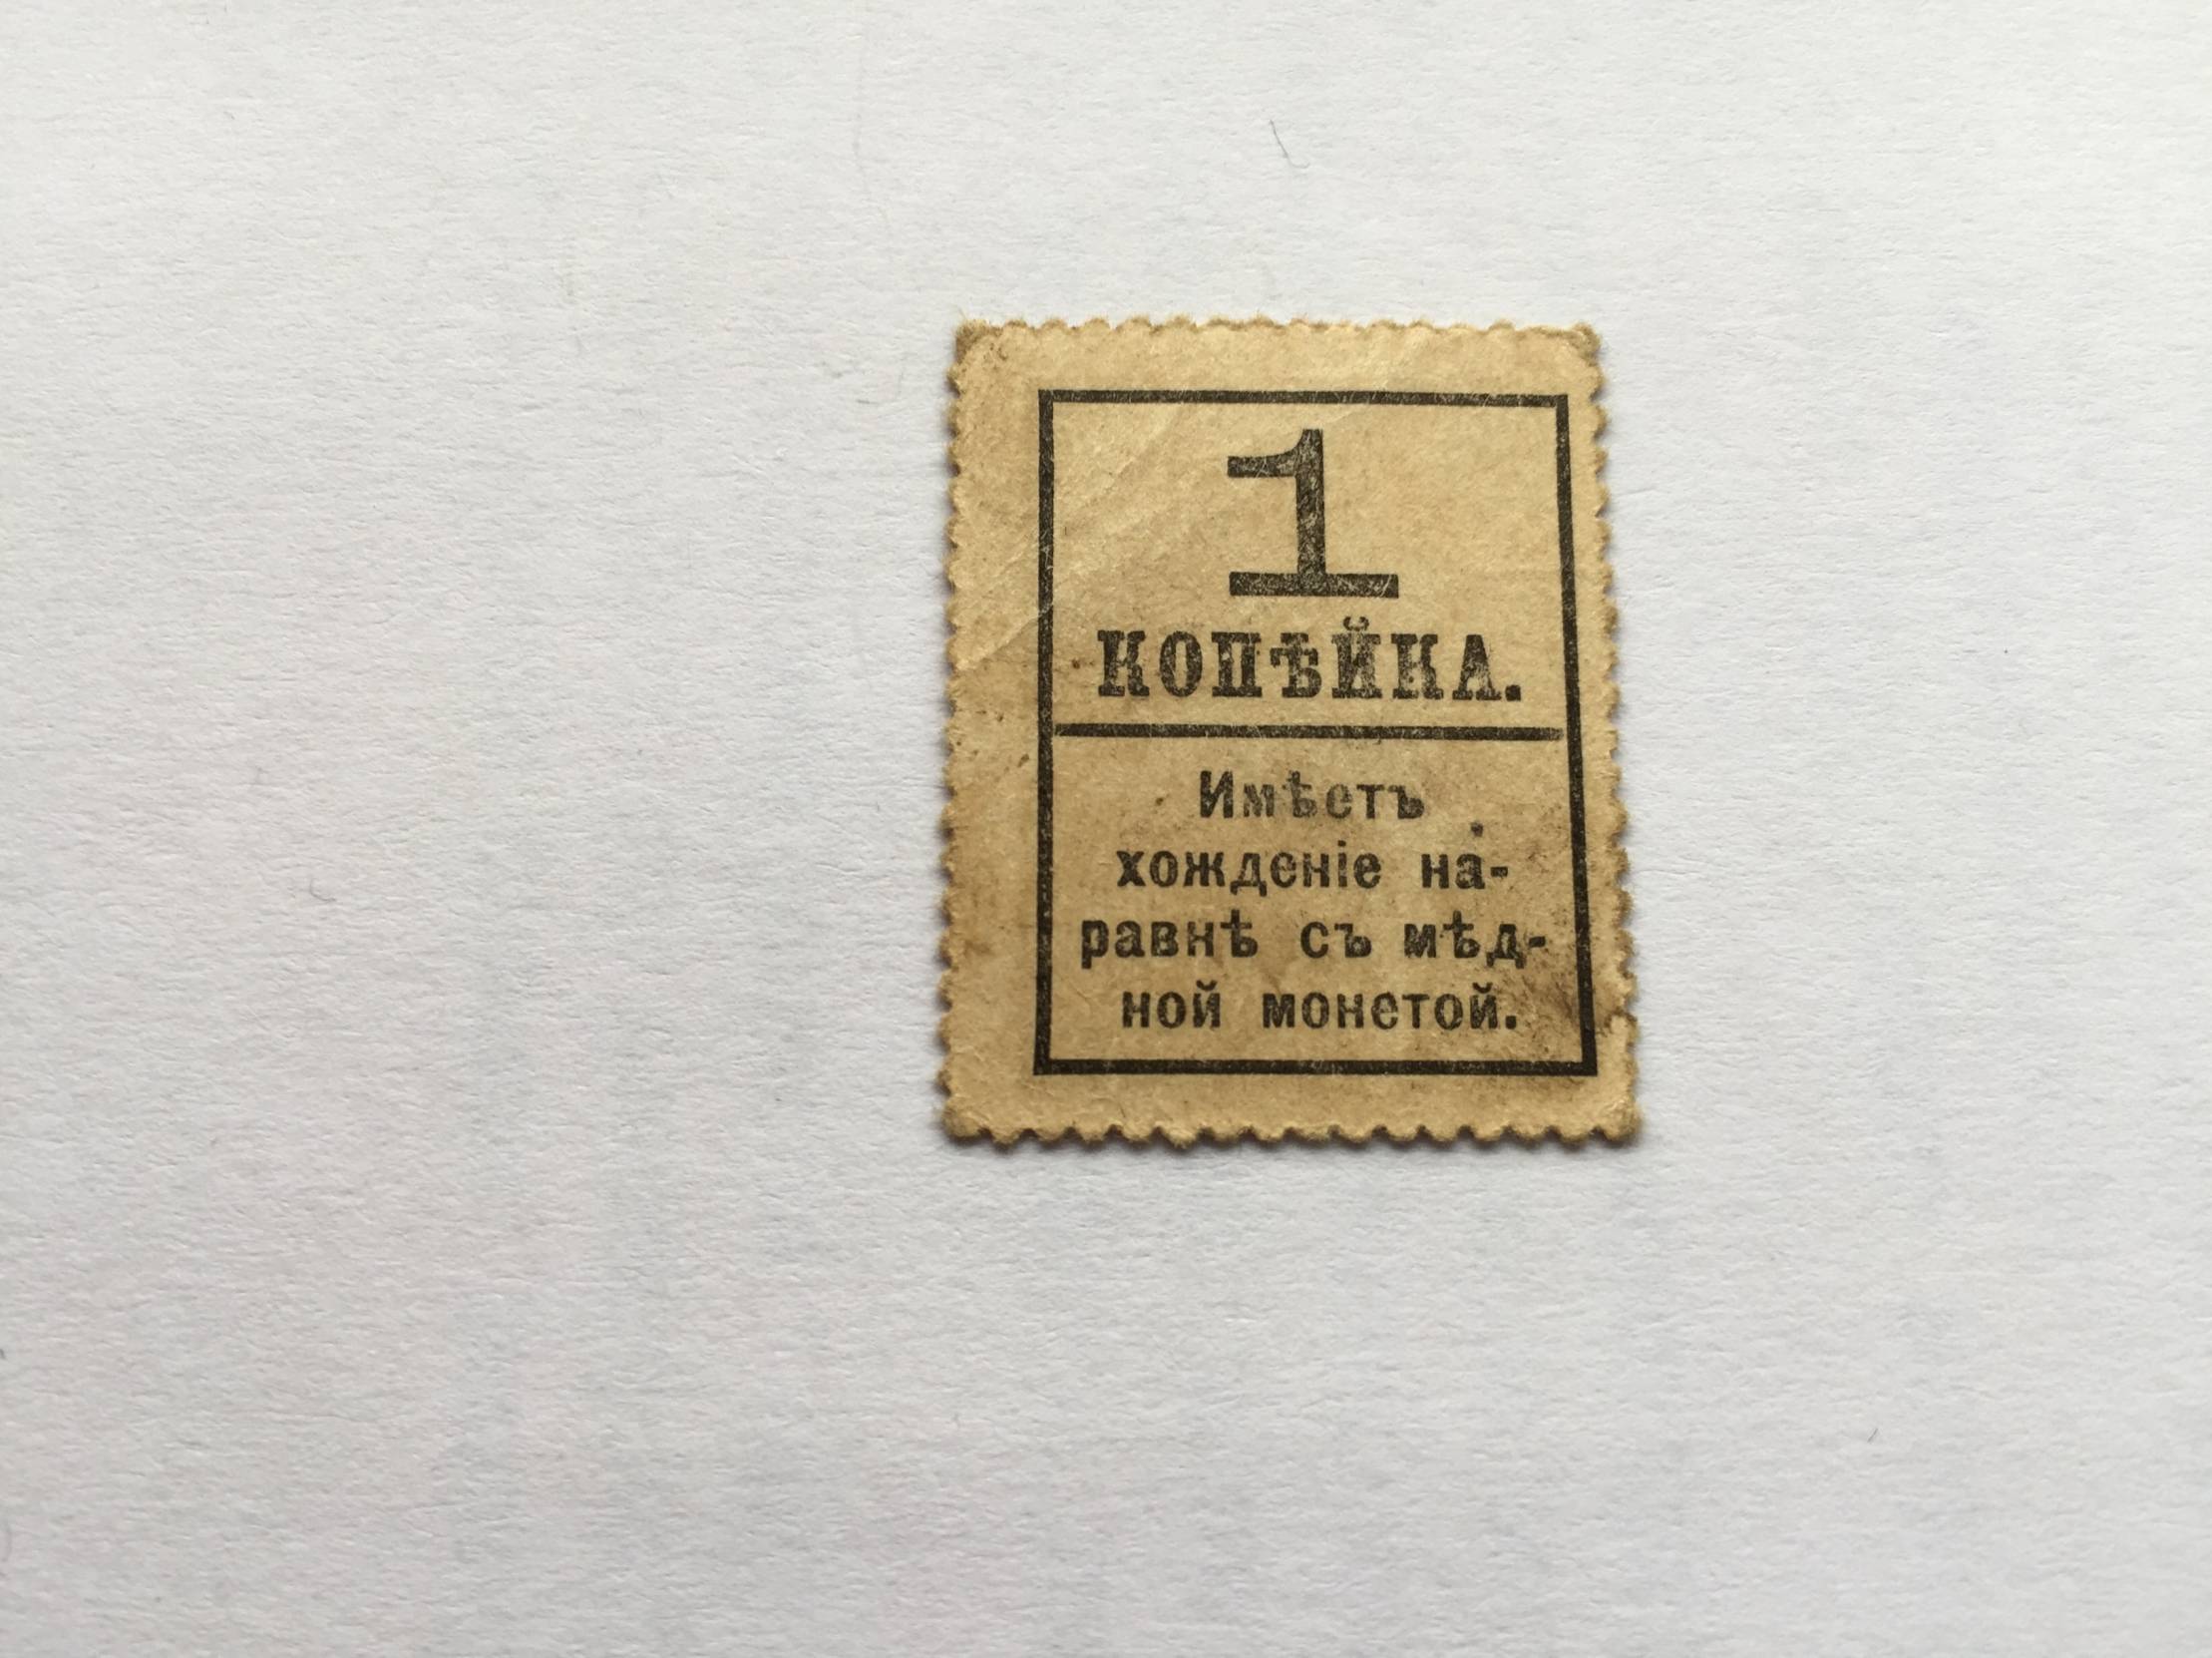 1
КОПѢЙКА.
Имѣетъ
хожденіе на-
равнѣ съ мѣд-
ной монетой.